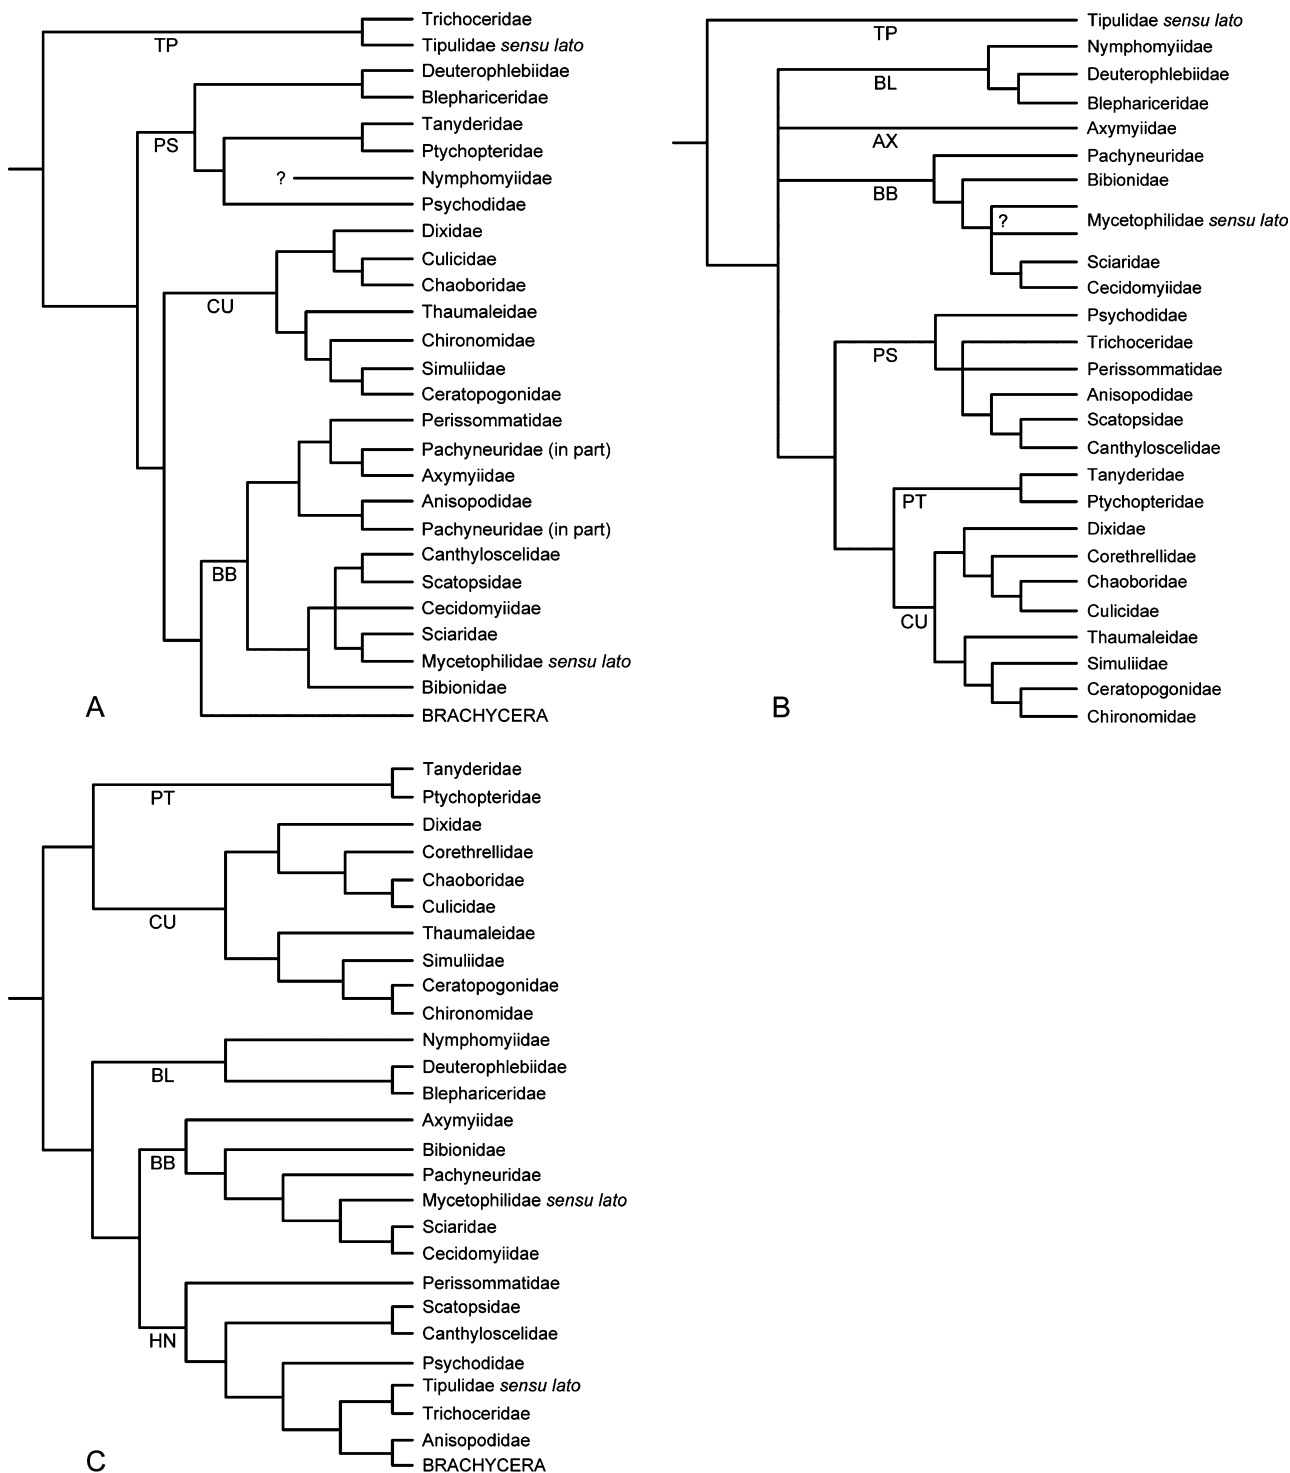 Trichoceridae
TP
Tipulidae sensu lato
Deuterophlebiidae
Blephariceridae
Tanyderidae
PS
Ptychopteridae
? Nymphomyiidae
Psychodidae
Dixidae
Culicidae
Chaoboridae
CU
Thaumaleidae
Chironomidae
Simuliidae
Ceratopogonidae
Perissommatidae
Pachyneuridae (in part)
Axymyiidae
Anisopodidae
Pachyneuridae (in part)
Canthyloscelidae
BB
Scatopsidae
Cecidomyiidae
Sciaridae
Mycetophilidae sensu lato
Bibionidae
BRACHYCERA
A
Tipulidae sensu lato
TP
Nymphomyiidae
Deuterophlebiidae
BL
Blephariceridae
Axymyiidae
AX
Pachyneuridae
Bibionidae
BB
? Mycetophilidae sensu lato
Sciaridae
Cecidomyiidae
Psychodidae
Trichoceridae
PS
Perissommatidae
Anisopodidae
Scatopsidae
Canthyloscelidae
Tanyderidae
PT
Ptychopteridae
Dixidae
Corethrellidae
Chaoboridae
Culicidae
CU
Thaumaleidae
Simuliidae
Ceratopogonidae
Chironomidae
B
Tanyderidae
PT
Ptychopteridae
Dixidae
Corethrellidae
Chaoboridae
Culicidae
CU
Thaumaleidae
Simuliidae
Ceratopogonidae
Chironomidae
Nymphomyiidae
Deuterophlebiidae
BL
Blephariceridae
Axymyiidae
Bibionidae
BB
Pachyneuridae
Mycetophilidae sensu lato
Sciaridae
Cecidomyiidae
Perissommatidae
Scatopsidae
Canthyloscelidae
HN
Psychodidae
Tipulidae sensu lato
Trichoceridae
Anisopodidae
BRACHYCERA
C